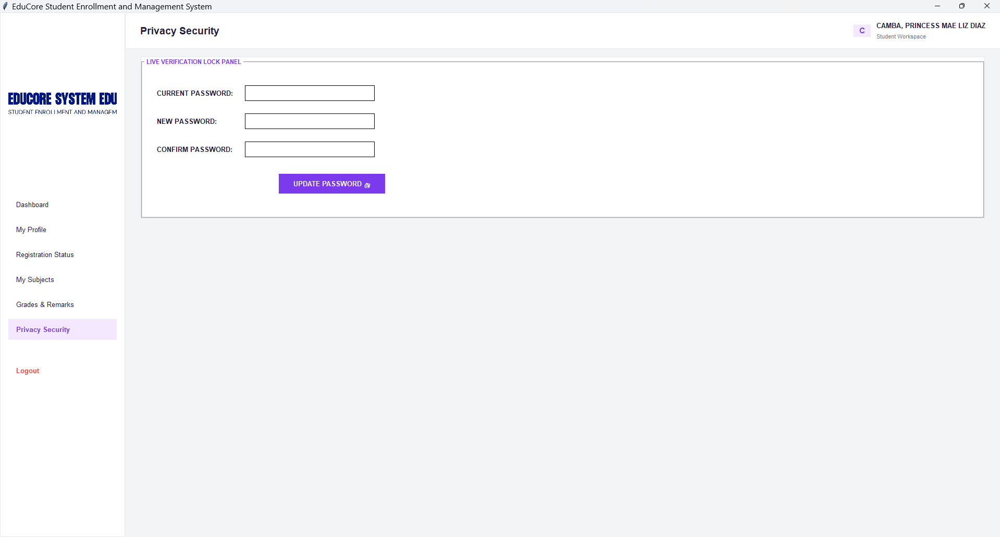 EduCore Student Enrollment and Management System
Privacy Security
C
CAMBA, PRINCESS MAE LIZ DIAZ
Student Workspace
EDUCORE SYSTEM EDU
STUDENT ENROLLMENT AND MANAGEM
Dashboard
My Profile
Registration Status
My Subjects
Grades & Remarks
Privacy Security
Logout
LIVE VERIFICATION LOCK PANEL
CURRENT PASSWORD:
NEW PASSWORD:
CONFIRM PASSWORD:
UPDATE PASSWORD